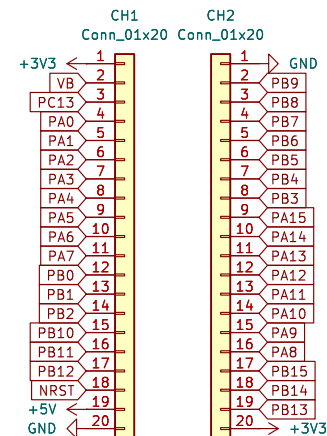 CH1 CH2
Conn_01x20 Conn_01x20
+3V3 1 1 GND
VB 2 2 PB9
PC13 3 3 PB8
PA0 4 4 PB7
PA1 5 5 PB6
PA2 6 6 PB5
PA3 7 7 PB4
PA4 8 8 PB3
PA5 9 9 PA15
PA6 10 10 PA14
PA7 11 11 PA13
PB0 12 12 PA12
PB1 13 13 PA11
PB2 14 14 PA10
PB10 15 15 PA9
PB11 16 16 PA8
PB12 17 17 PB15
NRST 18 18 PB14
+5V 19 19 PB13
GND 20 20 +3V3